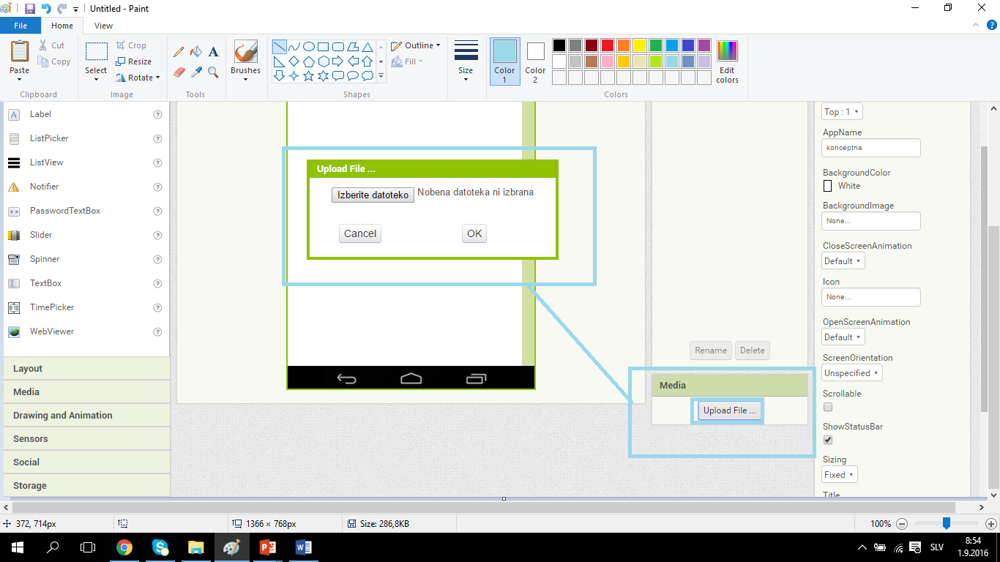 Untitled - Paint
File Home View
Paste
Cut
Copy
Clipboard
Select
Crop
Resize
Rotate
Image
A
Tools
Brushes
Shapes
Outline
Fill
Size
Color 1
Color 2
Edit colors
Colors
Label
ListPicker
ListView
Notifier
PasswordTextBox
Slider
Spinner
TextBox
TimePicker
WebViewer
Layout
Media
Drawing and Animation
Sensors
Social
Storage
Upload File ...
Izberite datoteko Nobena datoteka ni izbrana
Cancel OK
Rename Delete
Media
Upload File ...
Top : 1
AppName
konceptna
BackgroundColor
White
BackgroundImage
None...
CloseScreenAnimation
Default
Icon
None...
OpenScreenAnimation
Default
ScreenOrientation
Unspecified
Scrollable
ShowStatusBar
Sizing
Fixed
Title
372, 714px
1366 × 768px
Size: 286,8KB
100%
SLV
8:54
1.9.2016